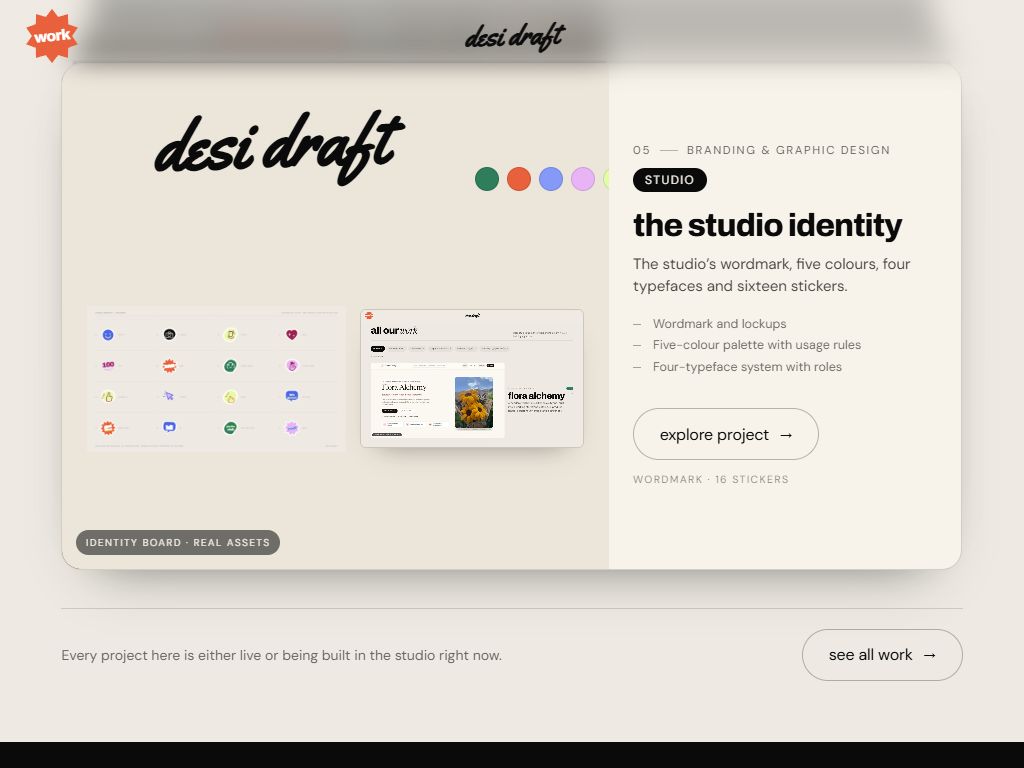 work
desi draft
desi draft
05 — BRANDING & GRAPHIC DESIGN
STUDIO
the studio identity
The studio’s wordmark, five colours, four
typefaces and sixteen stickers.
– Wordmark and lockups
– Five-colour palette with usage rules
– Four-typeface system with roles
explore project →
WORDMARK · 16 STICKERS
100
all our work
Flora Alchemy
flora alchemy
IDENTITY BOARD · REAL ASSETS
Every project here is either live or being built in the studio right now.
see all work →